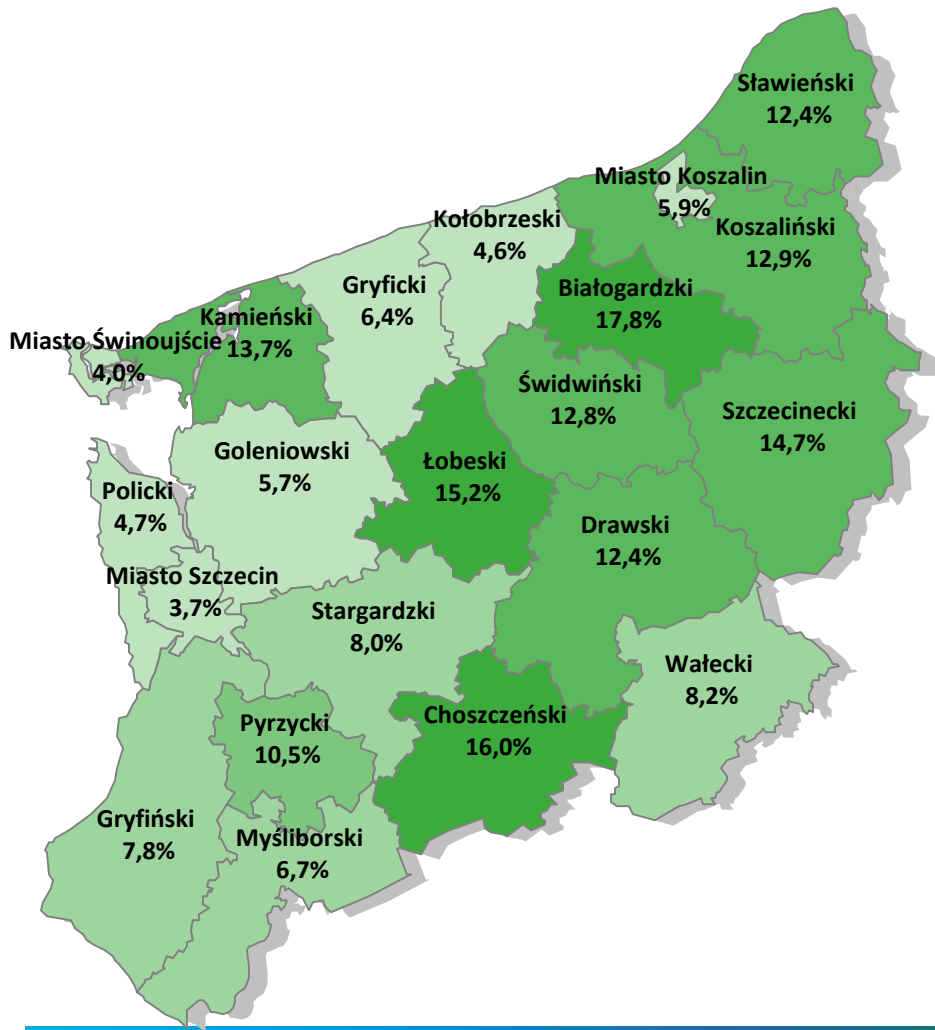 Sławieński
12,4%
Miasto Koszalin
5,9%
Koszaliński
12,9%
Kołobrzeski
4,6%
Gryficki
6,4%
Białogardzki
17,8%
Kamieński
13,7%
Miasto Świnoujście
4,0%
Świdwiński
12,8%
Szczecinecki
14,7%
Goleniowski
5,7%
Łobeski
15,2%
Policki
4,7%
Drawski
12,4%
Miasto Szczecin
3,7%
Stargardzki
8,0%
Wałecki
8,2%
Choszczeński
16,0%
Pyrzycki
10,5%
Gryfiński
7,8%
Myśliborski
6,7%